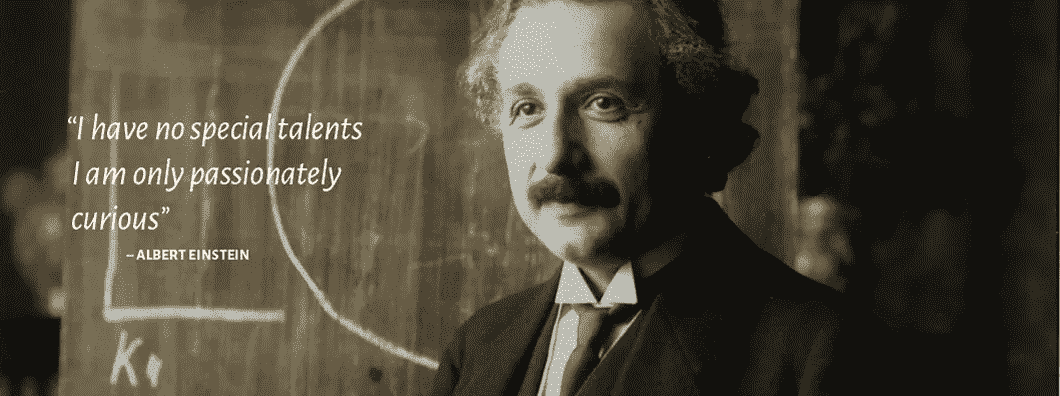 “I have no special talents
I am only passionately
curious”
– ALBERT EINSTEIN
K